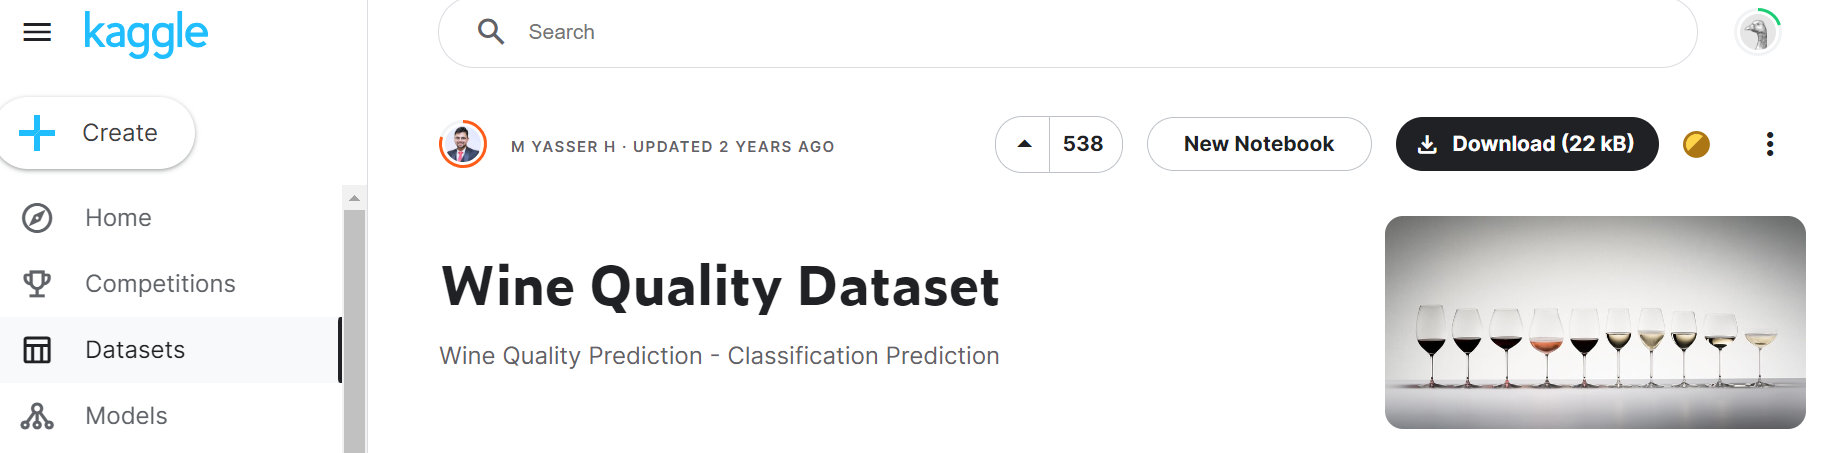 kaggle
Search
Create
M YASSER H · UPDATED 2 YEARS AGO
538
New Notebook
Download (22 kB)
Home
Competitions
Datasets
Models
Wine Quality Dataset
Wine Quality Prediction - Classification Prediction